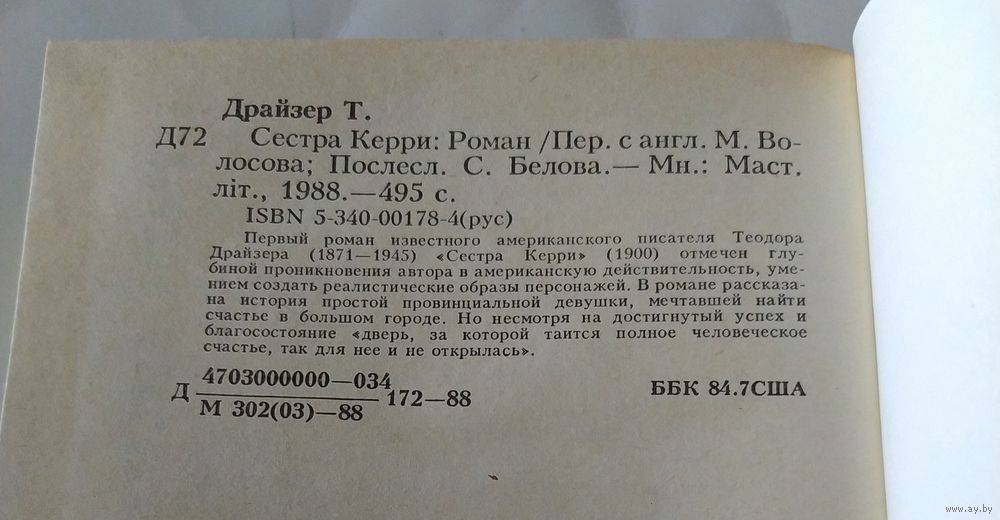 Драйзер Т.
Д72 Сестра Керри: Роман /Пер. с англ. М. Во-
лосова; Послесл. С. Белова.— Мн.: Маст.
літ., 1988.—495 с.
ISBN 5-340-00178-4(рус)
Первый роман известного американского писателя Теодора
Драйзера (1871—1945) «Сестра Керри» (1900) отмечен глу-
биной проникновения автора в американскую действительность, уме-
нием создать реалистические образы персонажей. В романе рассказа-
на история простой провинциальной девушки, мечтавшей найти
счастье в большом городе. Но несмотря на достигнутый успех и
благосостояние «дверь, за которой таится полное человеческое
счастье, так для нее и не открылась».
Д 4703000000—034
М 302(03)—88 172—88 ББК 84.7США
www.ay.by